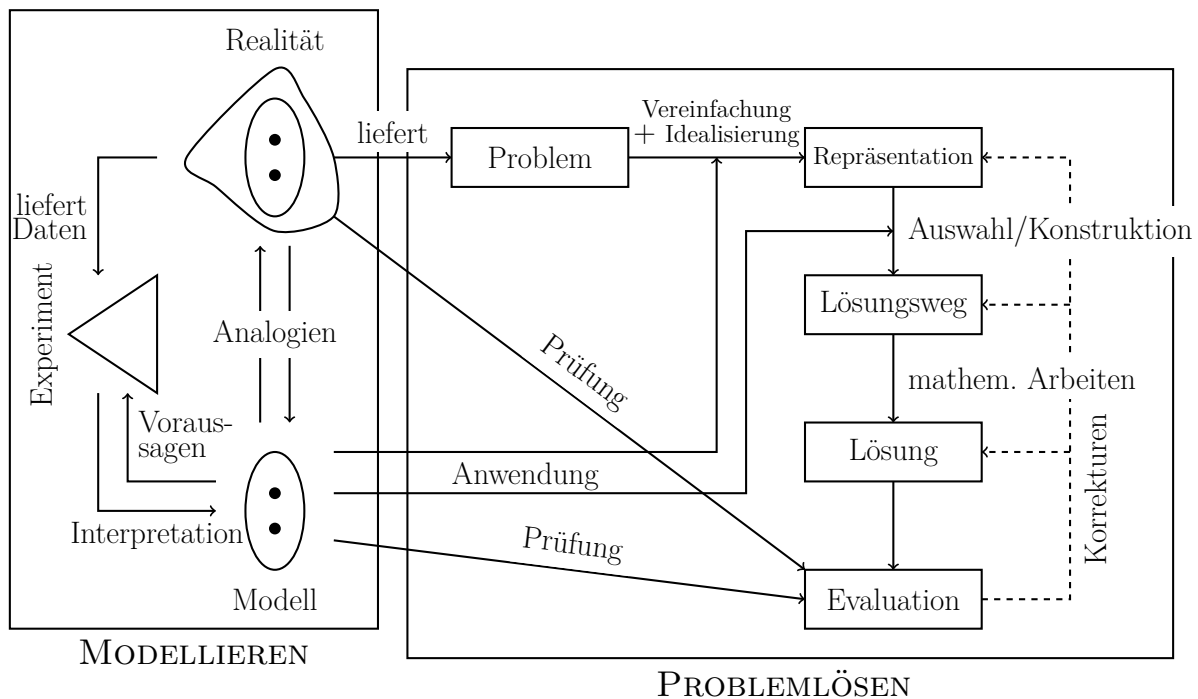 Realität
liefert
Vereinfachung
+ Idealisierung
Problem
Repräsentation
liefert
Daten
Auswahl/Konstruktion
Experiment
Analogien
Lösungsweg
Prüfung
mathem. Arbeiten
Voraus-
sagen
Lösung
Anwendung
Korrekturen
Interpretation
Prüfung
Modell
Evaluation
MODELLIEREN
PROBLEMLÖSEN